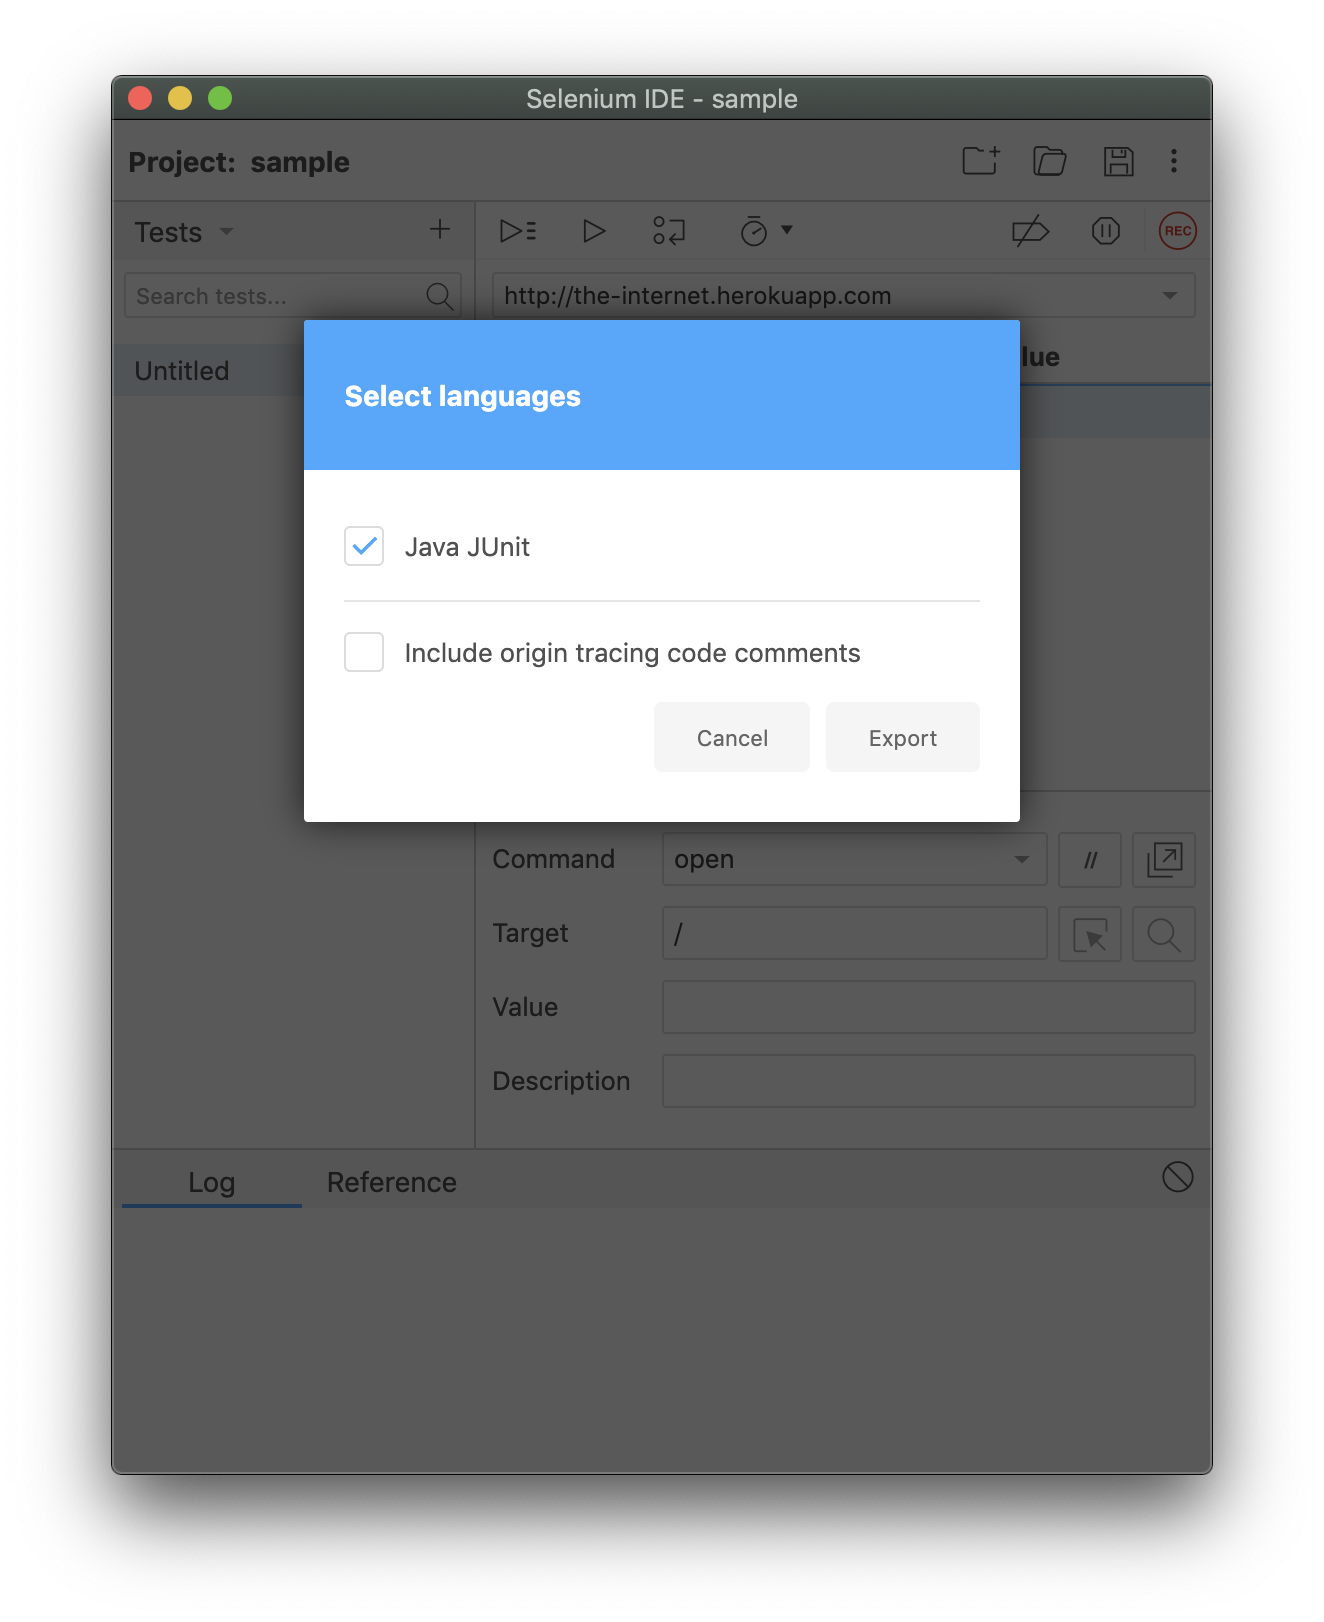 Selenium IDE - sample
Project: sample
Tests
REC
Search tests...
http://the-internet.herokuapp.com
Untitled
lue
Select languages
Java JUnit
Include origin tracing code comments
Cancel
Export
Command
open
//
Target
/
Value
Description
Log
Reference